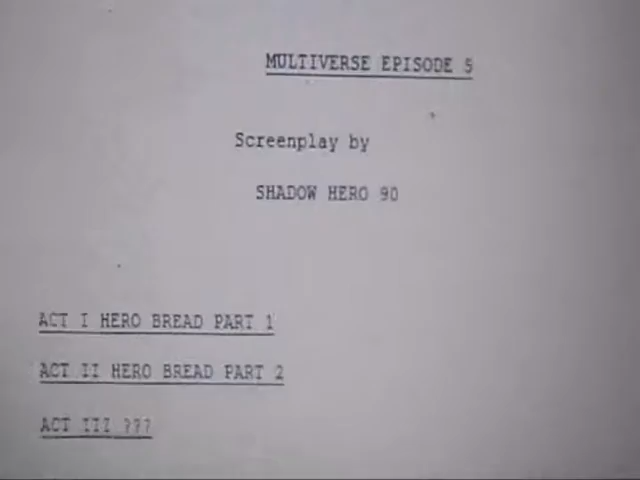 MULTIVERSE EPISODE 5
Screenplay by
SHADOW HERO 90
ACT I HERO BREAD PART 1
ACT II HERO BREAD PART 2
ACT III ???